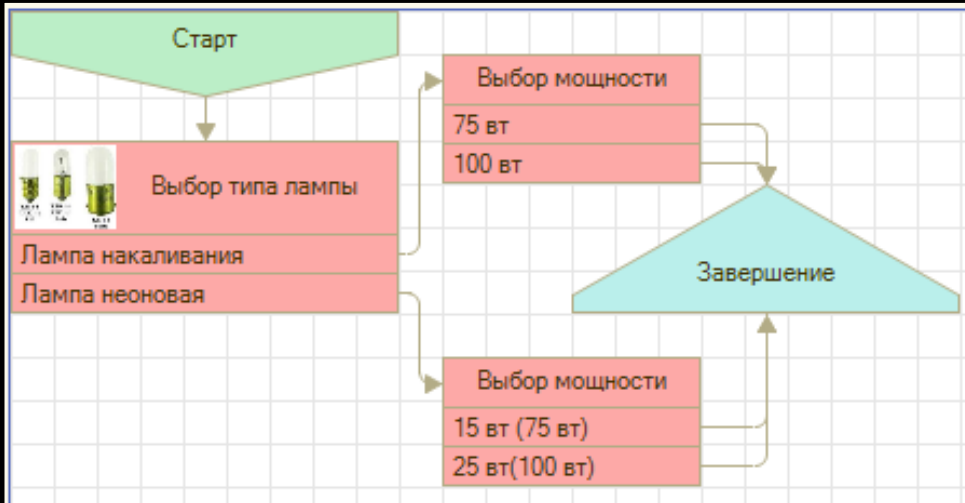 Старт
Выбор типа лампы
Лампа накаливания
Лампа неоновая
Выбор мощности
75 вт
100 вт
Завершение
Выбор мощности
15 вт (75 вт)
25 вт(100 вт)